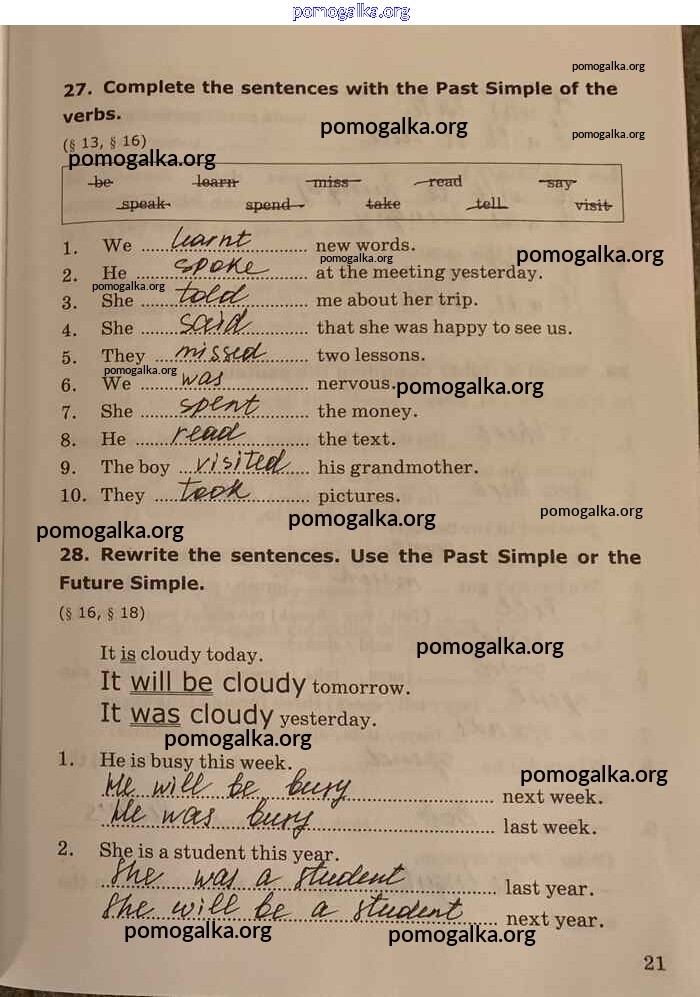 pomogalka.org
pomogalka.org
27. Complete the sentences with the Past Simple of the
verbs.
pomogalka.org
pomogalka.org
(§ 13, § 16)
pomogalka.org
be learn miss read say
speak spend take tell visit
1. We learnt new words.
pomogalka.org
pomogalka.org
2. He spoke at the meeting yesterday.
pomogalka.org
3. She told me about her trip.
4. She said that she was happy to see us.
5. They missed two lessons.
pomogalka.org
6. We was nervous.
pomogalka.org
7. She spent the money.
8. He read the text.
9. The boy visited his grandmother.
10. They took pictures.
pomogalka.org
pomogalka.org
pomogalka.org
28. Rewrite the sentences. Use the Past Simple or the
Future Simple.
(§ 16, § 18)
pomogalka.org
It is cloudy today.
It will be cloudy tomorrow.
It was cloudy yesterday.
pomogalka.org
1. He is busy this week.
pomogalka.org
He will be busy next week.
He was busy last week.
2. She is a student this year.
She was a student last year.
She will be a student next year.
pomogalka.org
pomogalka.org
21